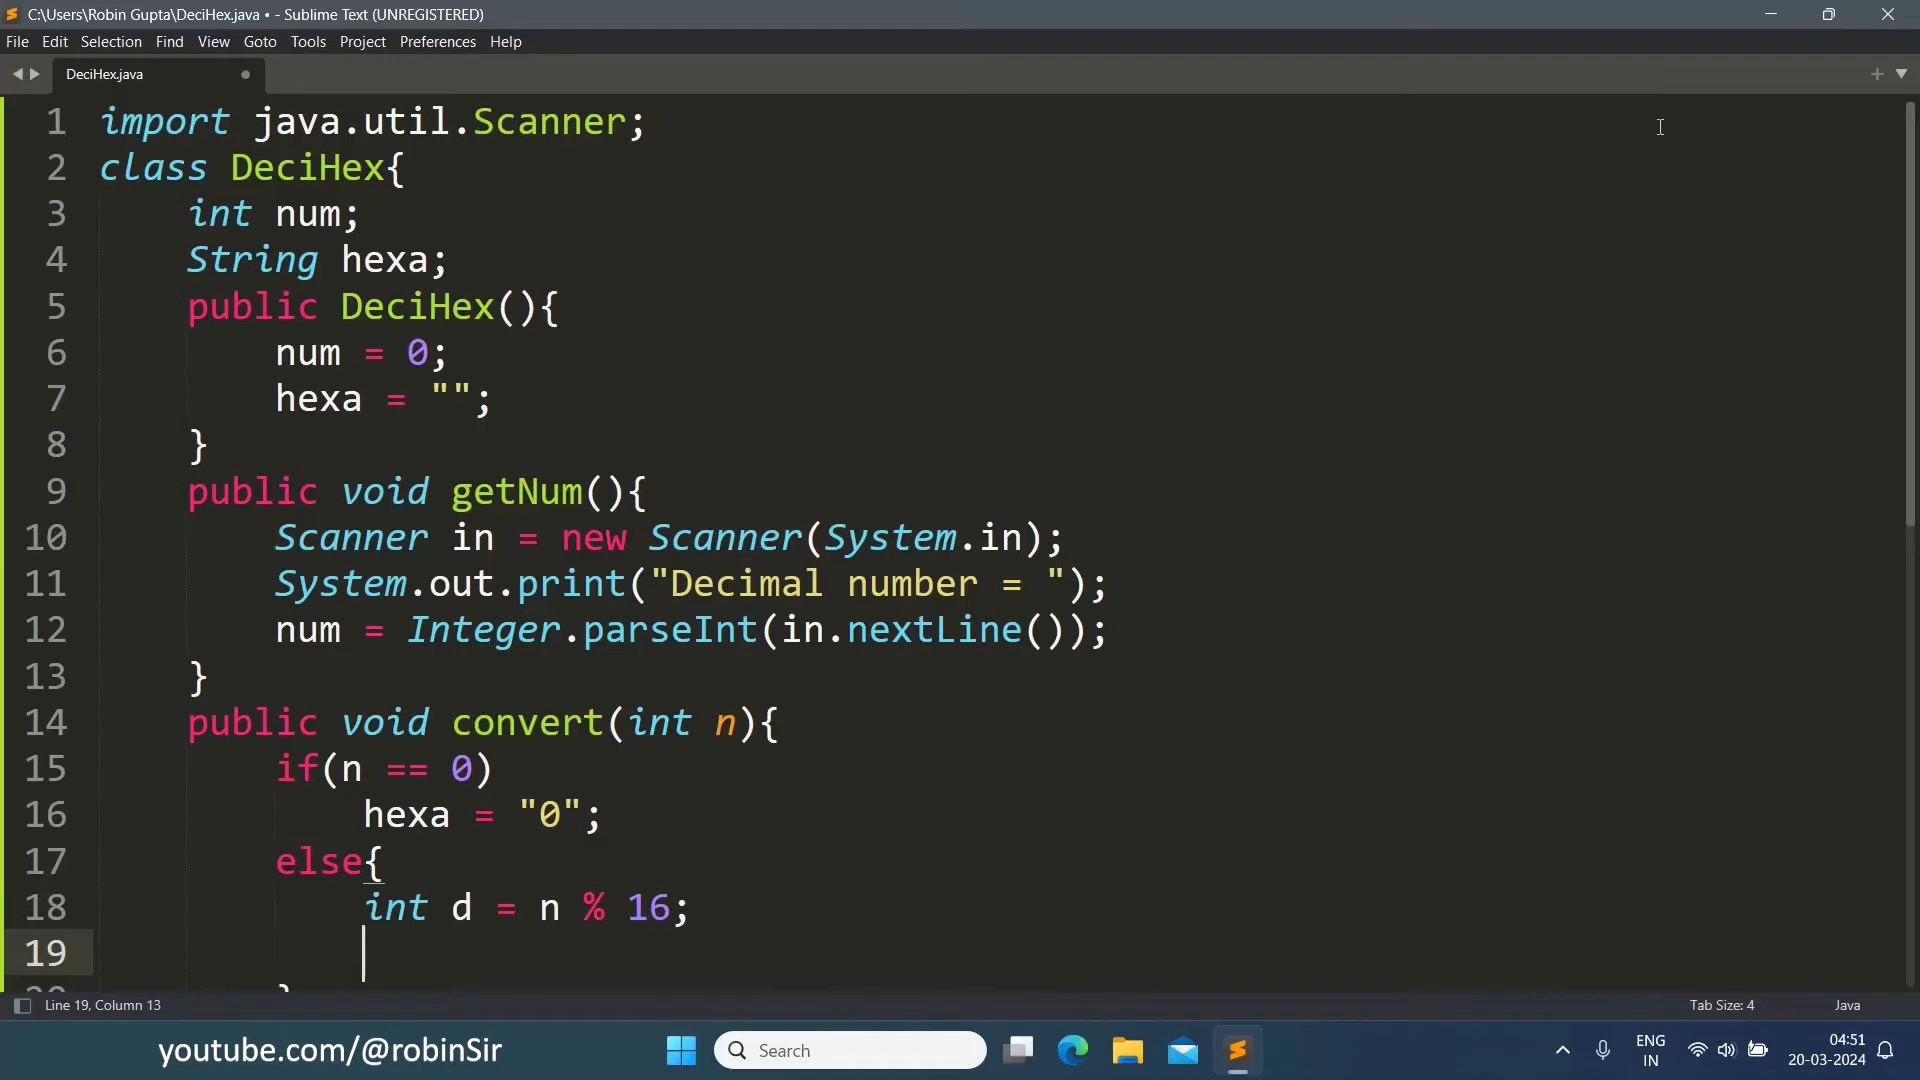 C:\Users\Robin Gupta\DeciHex.java • - Sublime Text (UNREGISTERED)
File Edit Selection Find View Goto Tools Project Preferences Help
DeciHex.java
1 import java.util.Scanner;
2 class DeciHex{
3 int num;
4 String hexa;
5 public DeciHex(){
6 num = 0;
7 hexa = "";
8 }
9 public void getNum(){
10 Scanner in = new Scanner(System.in);
11 System.out.print("Decimal number = ");
12 num = Integer.parseInt(in.nextLine());
13 }
14 public void convert(int n){
15 if(n == 0)
16 hexa = "0";
17 else{
18 int d = n % 16;
19
20 }
Line 19, Column 13 Tab Size: 4 Java
youtube.com/@robinSir Search ENG IN 04:51 20-03-2024